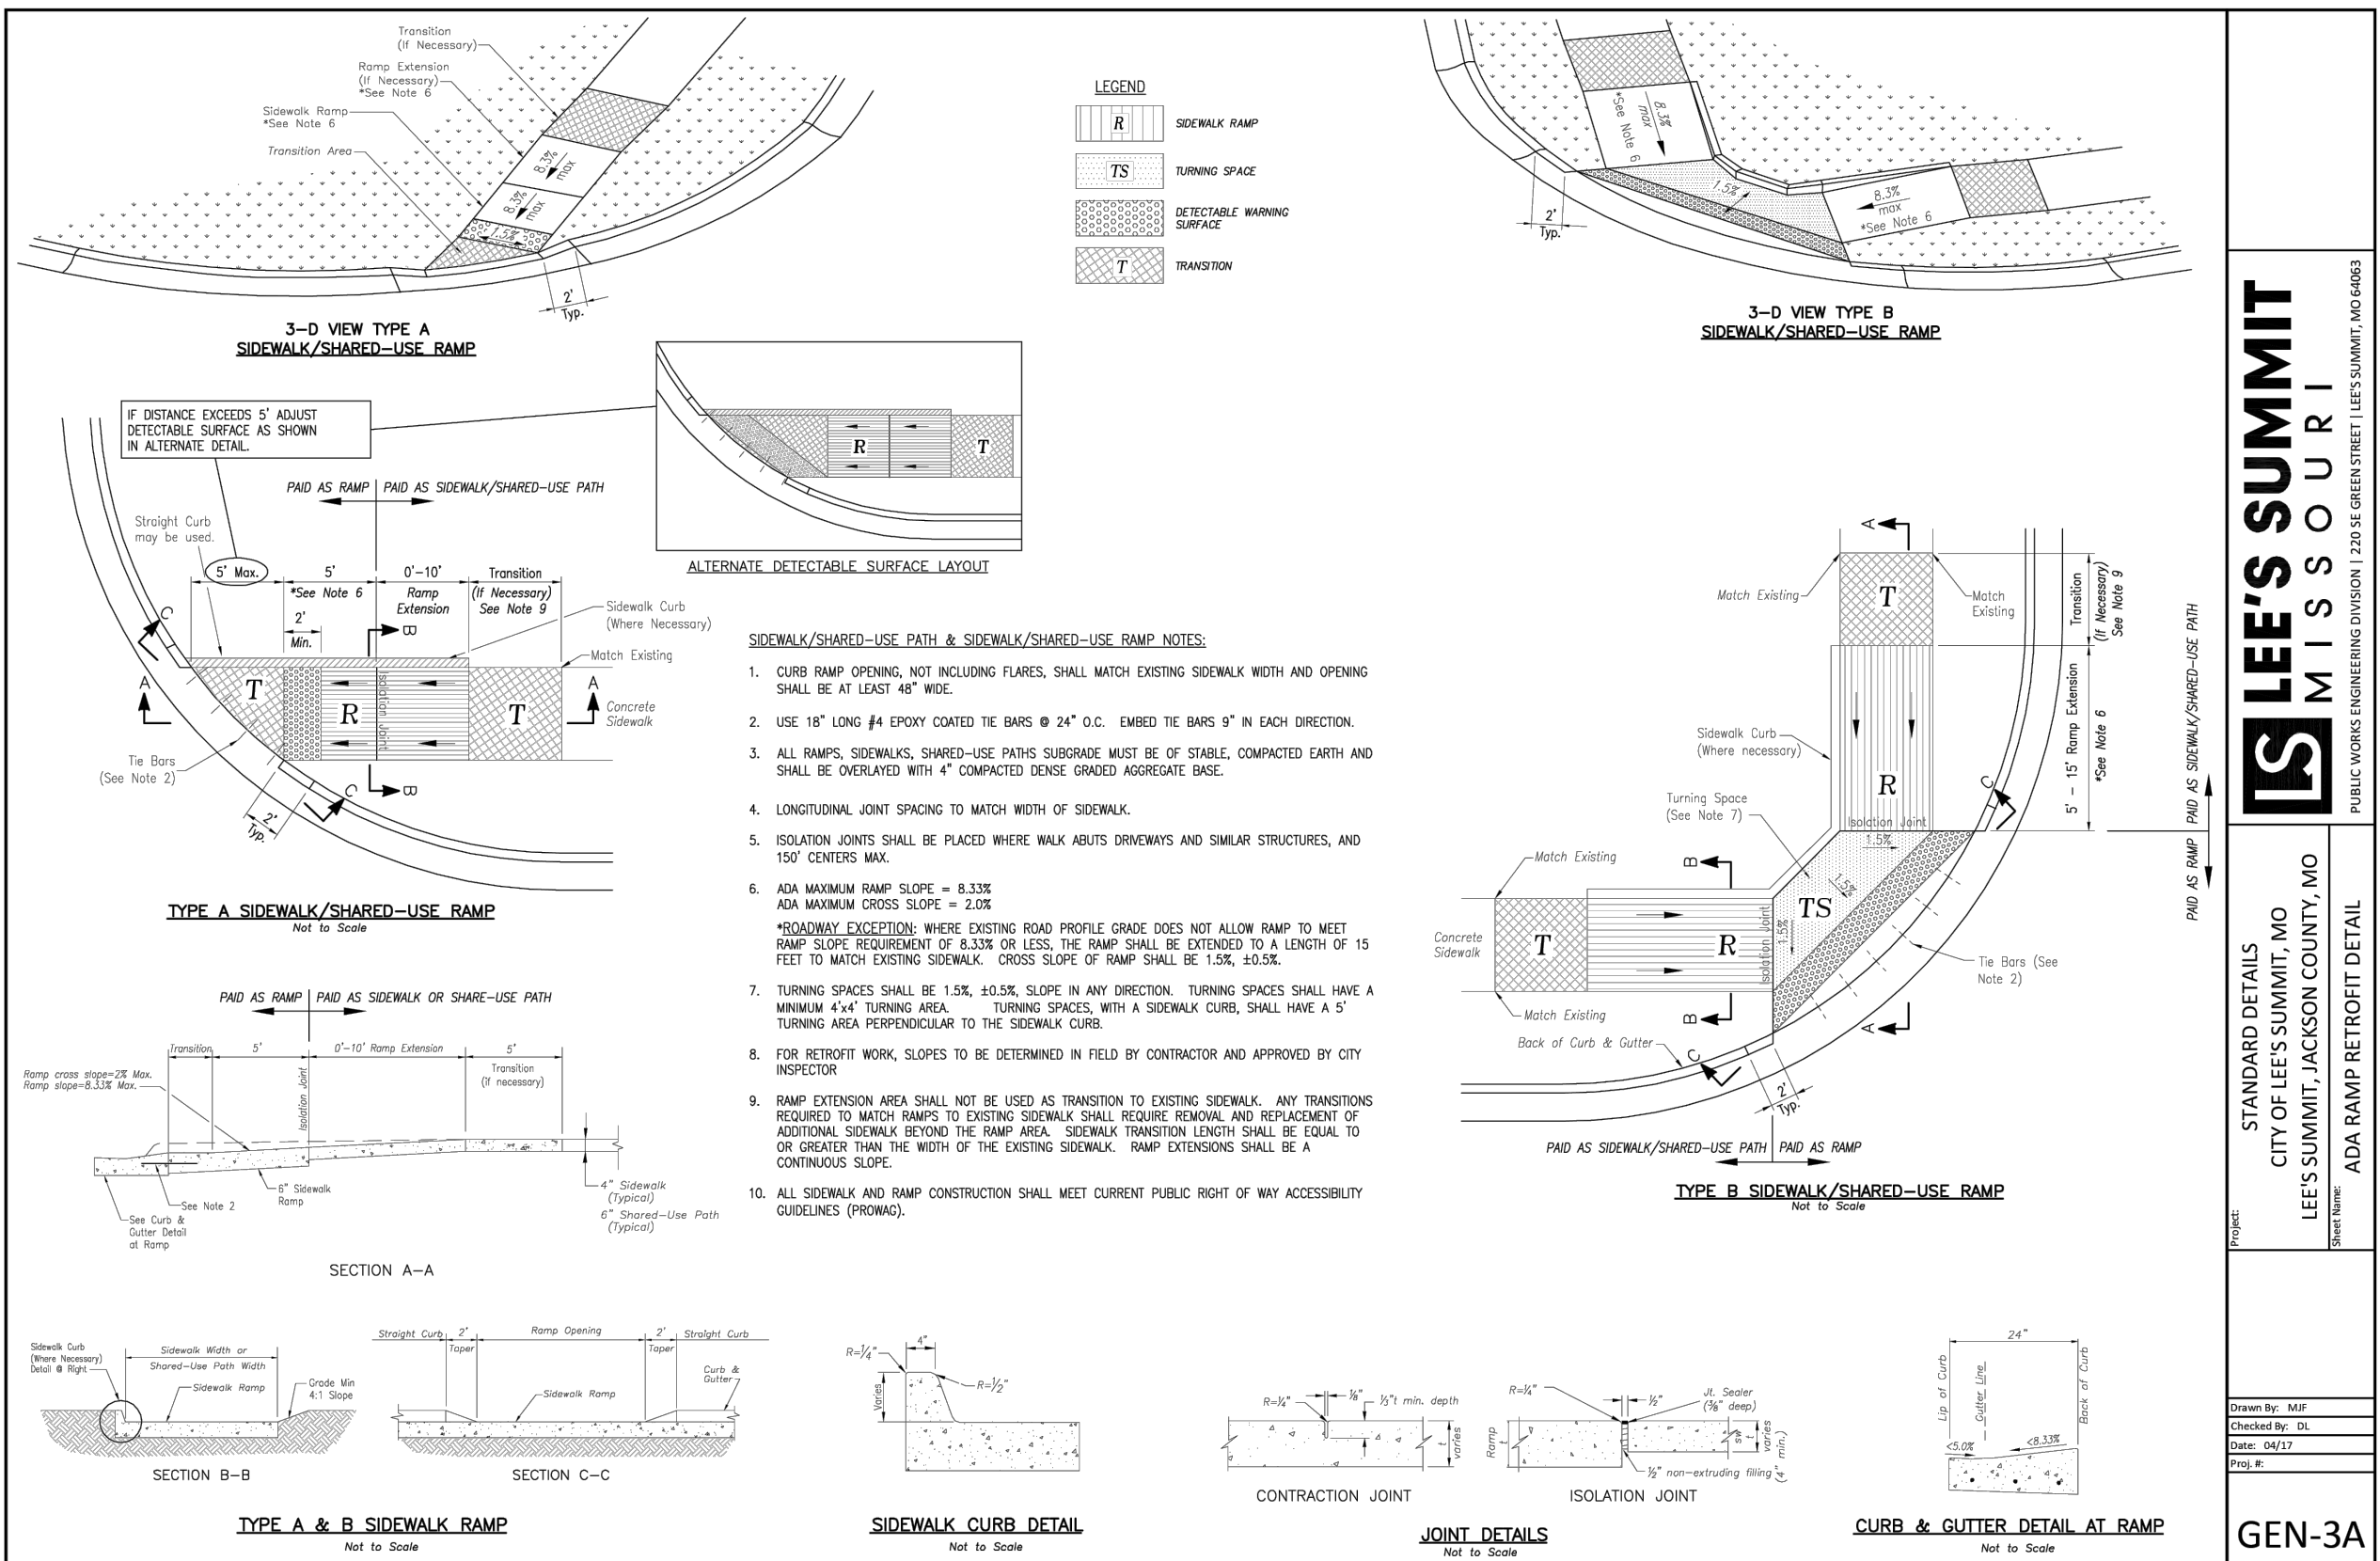 Transition
(If Necessary)
Ramp Extension
(If Necessary)
*See Note 6
Sidewalk Ramp
*See Note 6
Transition Area
8.3%
max
8.3%
max
1.5%
2'
Typ.
3-D VIEW TYPE A
SIDEWALK/SHARED-USE RAMP
LEGEND
R
SIDEWALK RAMP
TS
TURNING SPACE
DETECTABLE WARNING
SURFACE
T
TRANSITION
8.3%
max
*See Note 6
1.5%
8.3%
max
*See Note 6
2'
Typ.
3-D VIEW TYPE B
SIDEWALK/SHARED-USE RAMP
IF DISTANCE EXCEEDS 5' ADJUST
DETECTABLE SURFACE AS SHOWN
IN ALTERNATE DETAIL.
R
T
ALTERNATE DETECTABLE SURFACE LAYOUT
PAID AS RAMP
PAID AS SIDEWALK/SHARED-USE PATH
Straight Curb
may be used.
5' Max.
5'
*See Note 6
0'-10'
Ramp
Extension
Transition
(If Necessary)
See Note 9
2'
Min.
Sidewalk Curb
(Where Necessary)
Match Existing
Concrete
Sidewalk
A
A
B
B
C
C
T
R
T
Isolation Joint
Tie Bars
(See Note 2)
2'
Typ.
TYPE A SIDEWALK/SHARED-USE RAMP
Not to Scale
SIDEWALK/SHARED-USE PATH & SIDEWALK/SHARED-USE RAMP NOTES:
1. CURB RAMP OPENING, NOT INCLUDING FLARES, SHALL MATCH EXISTING SIDEWALK WIDTH AND OPENING
SHALL BE AT LEAST 48" WIDE.
2. USE 18" LONG #4 EPOXY COATED TIE BARS @ 24" O.C. EMBED TIE BARS 9" IN EACH DIRECTION.
3. ALL RAMPS, SIDEWALKS, SHARED-USE PATHS SUBGRADE MUST BE OF STABLE, COMPACTED EARTH AND
SHALL BE OVERLAYED WITH 4" COMPACTED DENSE GRADED AGGREGATE BASE.
4. LONGITUDINAL JOINT SPACING TO MATCH WIDTH OF SIDEWALK.
5. ISOLATION JOINTS SHALL BE PLACED WHERE WALK ABUTS DRIVEWAYS AND SIMILAR STRUCTURES, AND
150' CENTERS MAX.
6. ADA MAXIMUM RAMP SLOPE = 8.33%
ADA MAXIMUM CROSS SLOPE = 2.0%
*ROADWAY EXCEPTION: WHERE EXISTING ROAD PROFILE GRADE DOES NOT ALLOW RAMP TO MEET
RAMP SLOPE REQUIREMENT OF 8.33% OR LESS, THE RAMP SHALL BE EXTENDED TO A LENGTH OF 15
FEET TO MATCH EXISTING SIDEWALK. CROSS SLOPE OF RAMP SHALL BE 1.5%, ±0.5%.
7. TURNING SPACES SHALL BE 1.5%, ±0.5%, SLOPE IN ANY DIRECTION. TURNING SPACES SHALL HAVE A
MINIMUM 4'x4' TURNING AREA. TURNING SPACES, WITH A SIDEWALK CURB, SHALL HAVE A 5'
TURNING AREA PERPENDICULAR TO THE SIDEWALK CURB.
8. FOR RETROFIT WORK, SLOPES TO BE DETERMINED IN FIELD BY CONTRACTOR AND APPROVED BY CITY
INSPECTOR
9. RAMP EXTENSION AREA SHALL NOT BE USED AS TRANSITION TO EXISTING SIDEWALK. ANY TRANSITIONS
REQUIRED TO MATCH RAMPS TO EXISTING SIDEWALK SHALL REQUIRE REMOVAL AND REPLACEMENT OF
ADDITIONAL SIDEWALK BEYOND THE RAMP AREA. SIDEWALK TRANSITION LENGTH SHALL BE EQUAL TO
OR GREATER THAN THE WIDTH OF THE EXISTING SIDEWALK. RAMP EXTENSIONS SHALL BE A
CONTINUOUS SLOPE.
10. ALL SIDEWALK AND RAMP CONSTRUCTION SHALL MEET CURRENT PUBLIC RIGHT OF WAY ACCESSIBILITY
GUIDELINES (PROWAG).
A
Match Existing
T
Match
Existing
Transition
(If Necessary)
See Note 9
Sidewalk Curb
(Where necessary)
R
5' - 15' Ramp Extension
*See Note 6
PAID AS SIDEWALK/SHARED-USE PATH
PAID AS RAMP
Turning Space
(See Note 7)
C
Isolation Joint
1.5%
1.5%
1.5%
TS
Match Existing
B
B
Concrete
Sidewalk
T
R
Isolation Joint
Tie Bars (See
Note 2)
Match Existing
Back of Curb & Gutter
C
A
2'
Typ.
PAID AS SIDEWALK/SHARED-USE PATH
PAID AS RAMP
TYPE B SIDEWALK/SHARED-USE RAMP
Not to Scale
PAID AS RAMP
PAID AS SIDEWALK OR SHARE-USE PATH
Transition
5'
0'-10' Ramp Extension
5'
Transition
(if necessary)
Ramp cross slope=2% Max.
Ramp slope=8.33% Max.
Isolation Joint
6" Sidewalk
Ramp
See Note 2
See Curb &
Gutter Detail
at Ramp
4" Sidewalk
(Typical)
6" Shared-Use Path
(Typical)
SECTION A-A
Sidewalk Curb
(Where Necessary)
Detail @ Right
Sidewalk Width or
Shared-Use Path Width
Sidewalk Ramp
Grade Min
4:1 Slope
SECTION B-B
Straight Curb
2'
Taper
Ramp Opening
2'
Taper
Straight Curb
Curb &
Gutter
Sidewalk Ramp
SECTION C-C
TYPE A & B SIDEWALK RAMP
Not to Scale
4"
R=1/4"
R=1/2"
Varies
SIDEWALK CURB DETAIL
Not to Scale
R=1/4"
1/8"
1/3"t min. depth
t
varies
CONTRACTION JOINT
R=1/4"
1/2"
Jt. Sealer
(3/8" deep)
Ramp
t
sw
t
varies
(4" min.)
1/2" non-extruding filling
ISOLATION JOINT
JOINT DETAILS
Not to Scale
24"
Lip of Curb
Gutter Line
Back of Curb
<5.0%
<8.33%
CURB & GUTTER DETAIL AT RAMP
Not to Scale
LS
LEE'S SUMMIT
MISSOURI
PUBLIC WORKS ENGINEERING DIVISION | 220 SE GREEN STREET | LEE'S SUMMIT, MO 64063
Project:
STANDARD DETAILS
CITY OF LEE'S SUMMIT, MO
LEE'S SUMMIT, JACKSON COUNTY, MO
Sheet Name:
ADA RAMP RETROFIT DETAIL
Drawn By: MJF
Checked By: DL
Date: 04/17
Proj. #:
GEN-3A